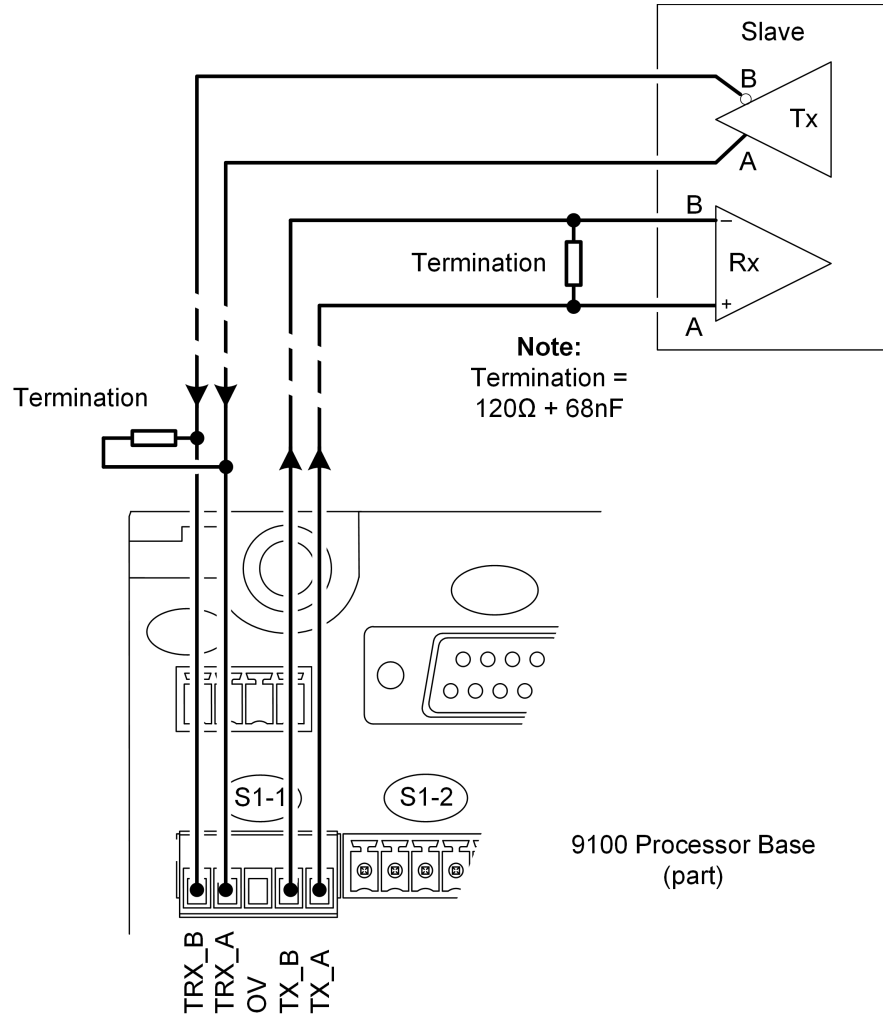 Slave
B
Tx
A
B
−
Termination
Rx
+
A
Note:
Termination =
120Ω + 68nF
Termination
S1-1
S1-2
9100 Processor Base
(part)
TRX_B
TRX_A
OV
TX_B
TX_A